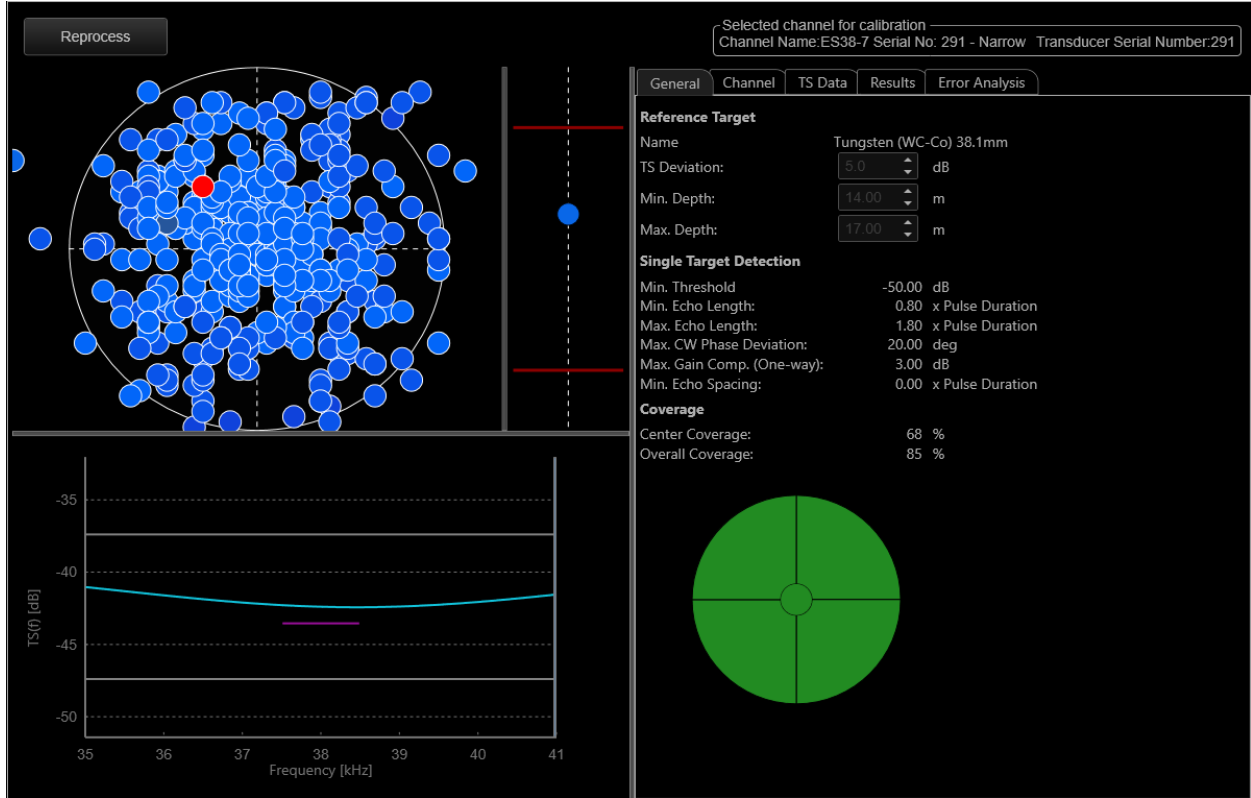 Reprocess
Selected channel for calibration
Channel Name:ES38-7 Serial No: 291 - Narrow Transducer Serial Number:291
General Channel TS Data Results Error Analysis
Reference Target
Name Tungsten (WC-Co) 38.1mm
TS Deviation: 5.0 dB
Min. Depth: 14.00 m
Max. Depth: 17.00 m
Single Target Detection
Min. Threshold -50.00 dB
Min. Echo Length: 0.80 x Pulse Duration
Max. Echo Length: 1.80 x Pulse Duration
Max. CW Phase Deviation: 20.00 deg
Max. Gain Comp. (One-way): 3.00 dB
Min. Echo Spacing: 0.00 x Pulse Duration
Coverage
Center Coverage: 68 %
Overall Coverage: 85 %
TS(f) [dB]
-35
-40
-45
-50
35 36 37 38 39 40 41
Frequency [kHz]